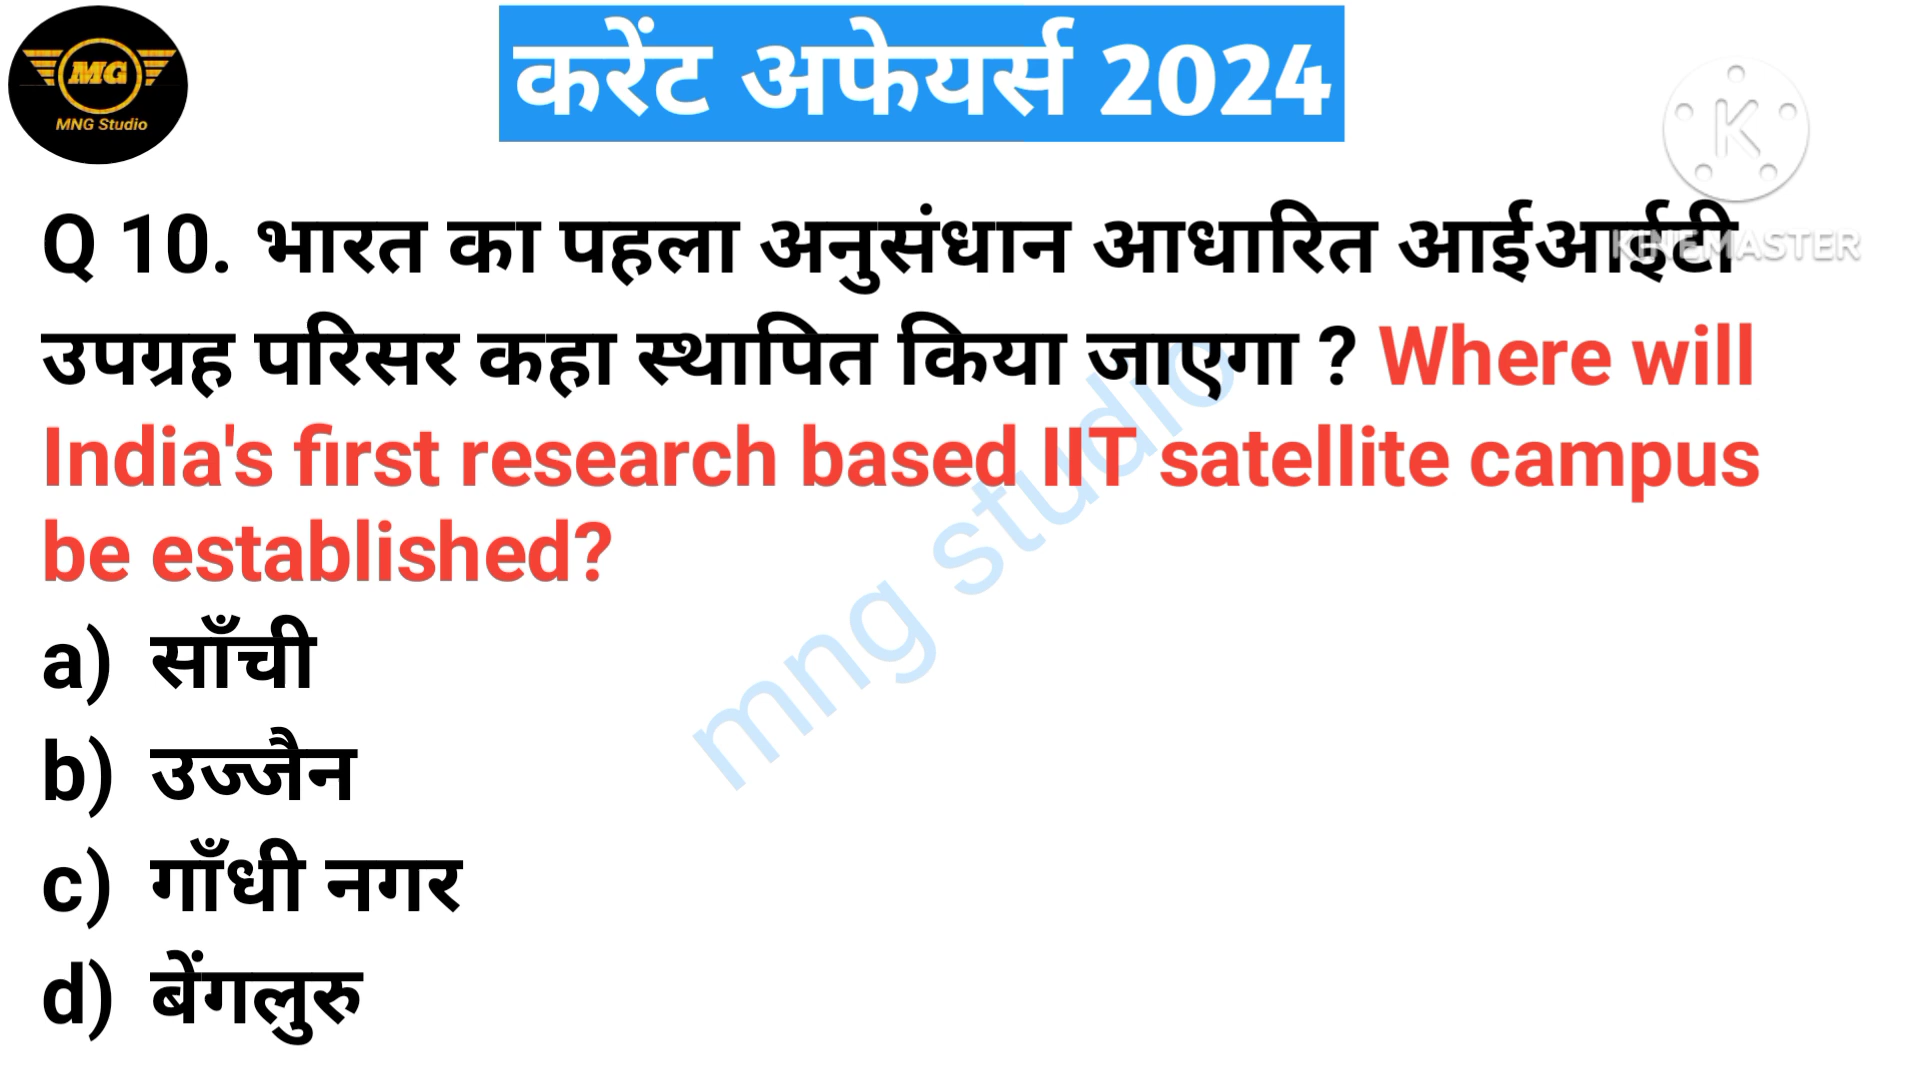 MG
MNG Studio
करेंट अफेयर्स 2024
K
KINEMASTER
Q 10. भारत का पहला अनुसंधान आधारित आईआईटी
उपग्रह परिसर कहा स्थापित किया जाएगा ? Where will
India's first research based IIT satellite campus
be established?
a) साँची
b) उज्जैन
c) गाँधी नगर
d) बेंगलुरु
mng studio